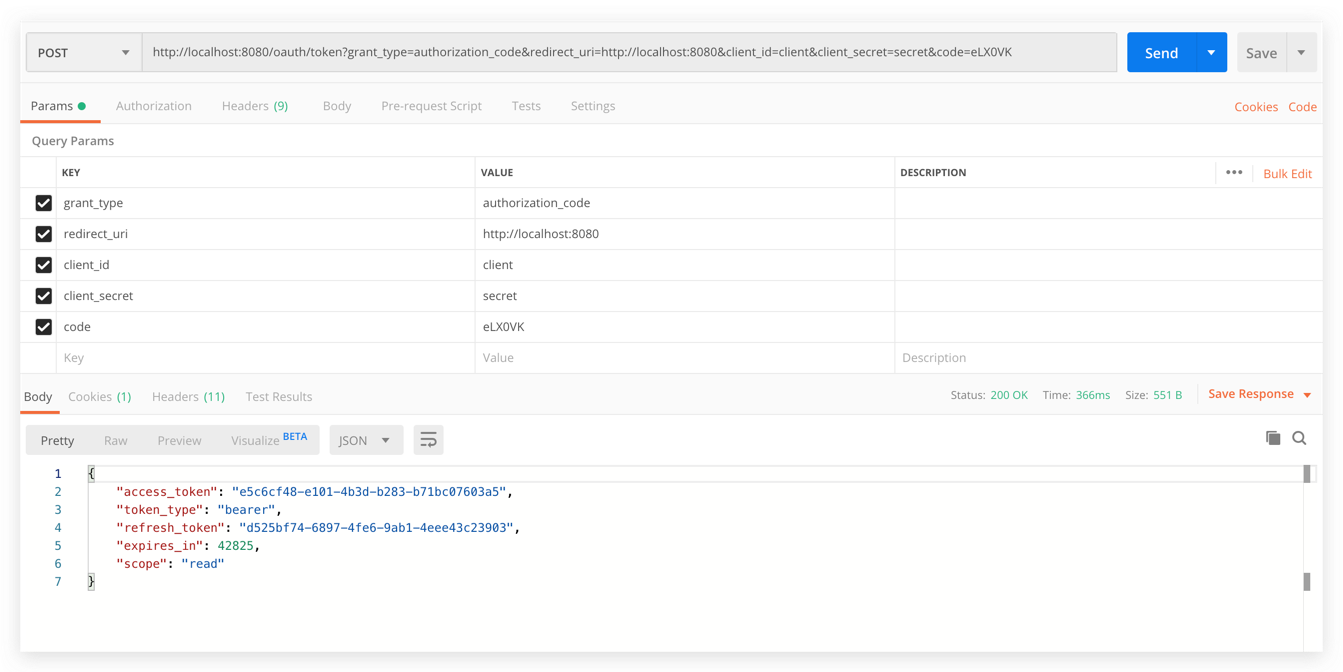 POST http://localhost:8080/oauth/token?grant_type=authorization_code&redirect_uri=http://localhost:8080&client_id=client&client_secret=secret&code=eLX0VK Send Save
Params Authorization Headers (9) Body Pre-request Script Tests Settings Cookies Code
Query Params
KEY VALUE DESCRIPTION ••• Bulk Edit
grant_type authorization_code
redirect_uri http://localhost:8080
client_id client
client_secret secret
code eLX0VK
Key Value Description
Body Cookies (1) Headers (11) Test Results Status: 200 OK Time: 366ms Size: 551 B Save Response
Pretty Raw Preview Visualize BETA JSON
1 {
2 "access_token": "e5c6cf48-e101-4b3d-b283-b71bc07603a5",
3 "token_type": "bearer",
4 "refresh_token": "d525bf74-6897-4fe6-9ab1-4eee43c23903",
5 "expires_in": 42825,
6 "scope": "read"
7 }